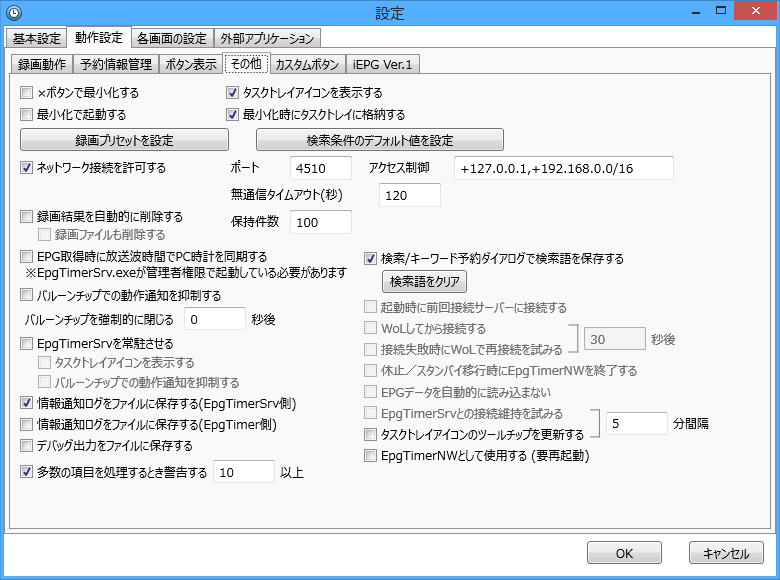 設定
基本設定 動作設定 各画面の設定 外部アプリケーション
録画動作 予約情報管理 ボタン表示 その他 カスタムボタン iEPG Ver.1
×ボタンで最小化する タスクトレイアイコンを表示する
最小化で起動する 最小化時にタスクトレイに格納する
録画プリセットを設定 検索条件のデフォルト値を設定
ネットワーク接続を許可する ポート 4510 アクセス制御 +127.0.0.1,+192.168.0.0/16
無通信タイムアウト(秒) 120
録画結果を自動的に削除する 保持件数 100
録画ファイルも削除する
EPG取得時に放送波時間でPC時計を同期する
※EpgTimerSrv.exeが管理者権限で起動している必要があります
バルーンチップでの動作通知を抑制する
バルーンチップを強制的に閉じる 0 秒後
EpgTimerSrvを常駐させる
タスクトレイアイコンを表示する
バルーンチップでの動作通知を抑制する
情報通知ログをファイルに保存する(EpgTimerSrv側)
情報通知ログをファイルに保存する(EpgTimer側)
デバッグ出力をファイルに保存する
多数の項目を処理するとき警告する 10 以上
検索/キーワード予約ダイアログで検索語を保存する
検索語をクリア
起動時に前回接続サーバーに接続する
WoLしてから接続する
接続失敗時にWoLで再接続を試みる 30 秒後
休止／スタンバイ移行時にEpgTimerNWを終了する
EPGデータを自動的に読み込まない
EpgTimerSrvとの接続維持を試みる
タスクトレイアイコンのツールチップを更新する 5 分間隔
EpgTimerNWとして使用する (要再起動)
OK キャンセル